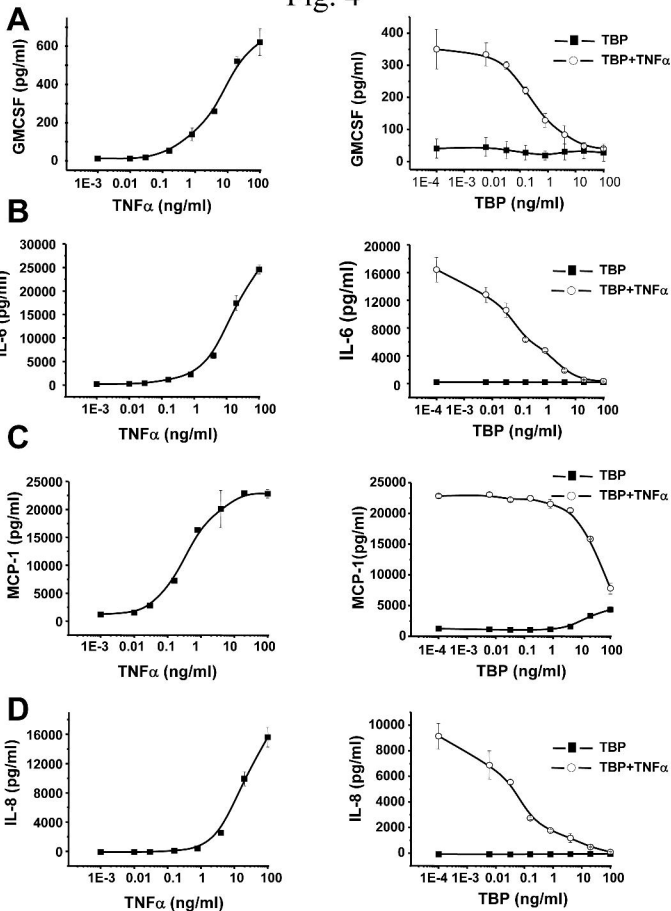 Fig. 4
A
GMCSF (pg/ml)
600
400
200
0
1E-3 0.01 0.1 1 10 100
TNFα (ng/ml)
GMCSF (pg/ml)
400
300
200
100
0
1E-4 0.01 0.1 1 10 100
TBP (ng/ml)
TBP
TBP+TNFα
B
IL-6 (pg/ml)
30000
25000
20000
15000
10000
5000
0
1E-3 0.01 0.1 1 10 100
TNFα (ng/ml)
IL-6 (pg/ml)
20000
16000
12000
8000
4000
0
1E-4 0.01 0.1 1 10 100
TBP (ng/ml)
TBP
TBP+TNFα
C
MCP-1 (pg/ml)
25000
20000
15000
10000
5000
0
1E-3 0.01 0.1 1 10 100
TNFα (ng/ml)
MCP-1(pg/ml)
25000
20000
15000
10000
5000
0
1E-4 0.01 0.1 1 10 100
TBP (ng/ml)
TBP
TBP+TNFα
D
IL-8 (pg/ml)
16000
12000
8000
4000
0
1E-3 0.01 0.1 1 10 100
TNFα (ng/ml)
IL-8 (pg/ml)
10000
8000
6000
4000
2000
0
1E-4 0.01 0.1 1 10 100
TBP (ng/ml)
TBP
TBP+TNFα